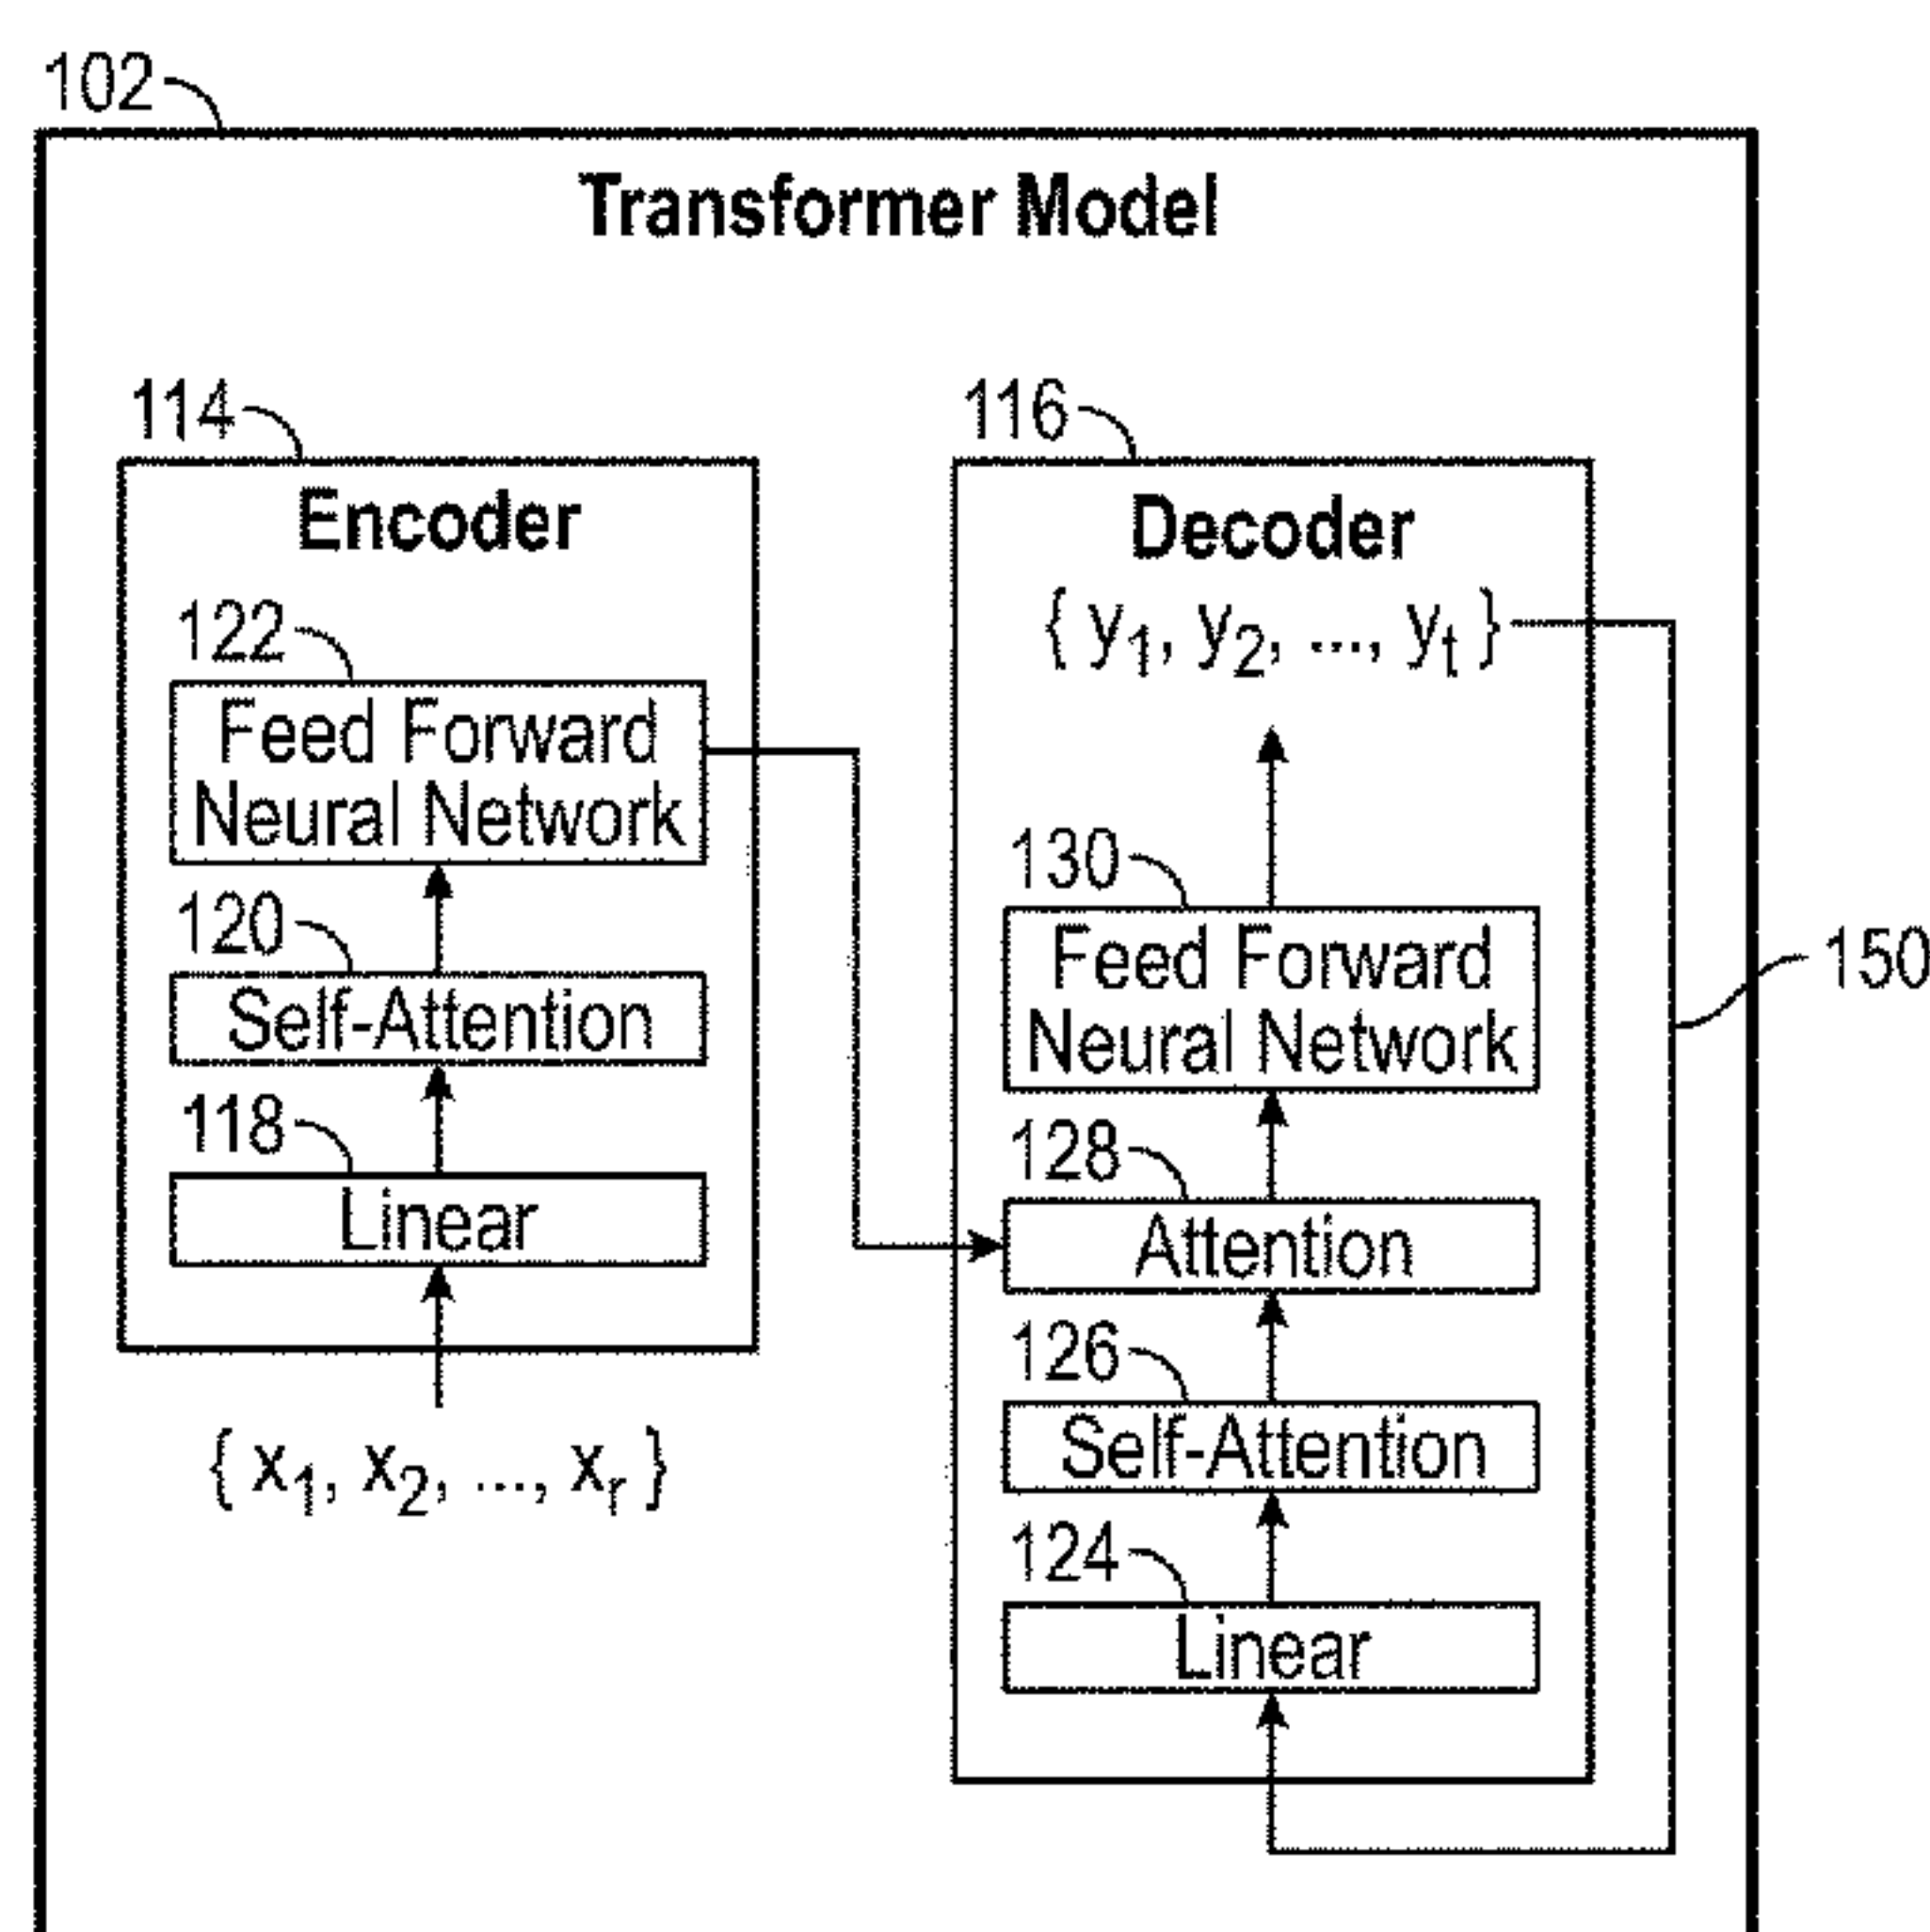 102
Transformer Model
114
Encoder
122
Feed Forward
Neural Network
120
Self-Attention
118
Linear
{ x₁, x₂, ..., xᵣ }
116
Decoder
{ y₁, y₂, ..., yₜ }
130
Feed Forward
Neural Network
128
Attention
126
Self-Attention
124
Linear
150